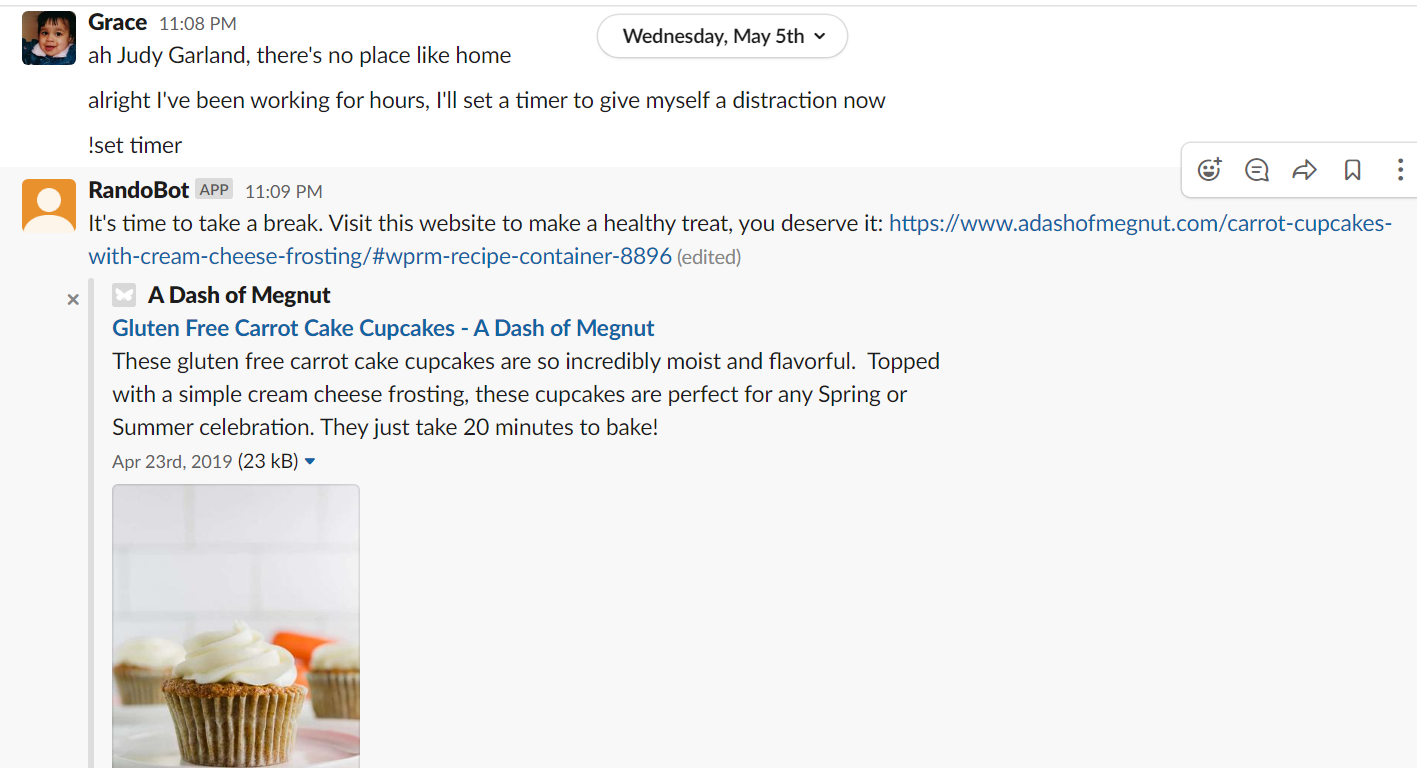 Grace 11:08 PM
Wednesday, May 5th
ah Judy Garland, there's no place like home
alright I've been working for hours, I'll set a timer to give myself a distraction now
!set timer
RandoBot APP 11:09 PM
It's time to take a break. Visit this website to make a healthy treat, you deserve it: https://www.adashofmegnut.com/carrot-cupcakes-
with-cream-cheese-frosting/#wprm-recipe-container-8896 (edited)
A Dash of Megnut
Gluten Free Carrot Cake Cupcakes - A Dash of Megnut
These gluten free carrot cake cupcakes are so incredibly moist and flavorful.  Topped
with a simple cream cheese frosting, these cupcakes are perfect for any Spring or
Summer celebration. They just take 20 minutes to bake!
Apr 23rd, 2019 (23 kB)